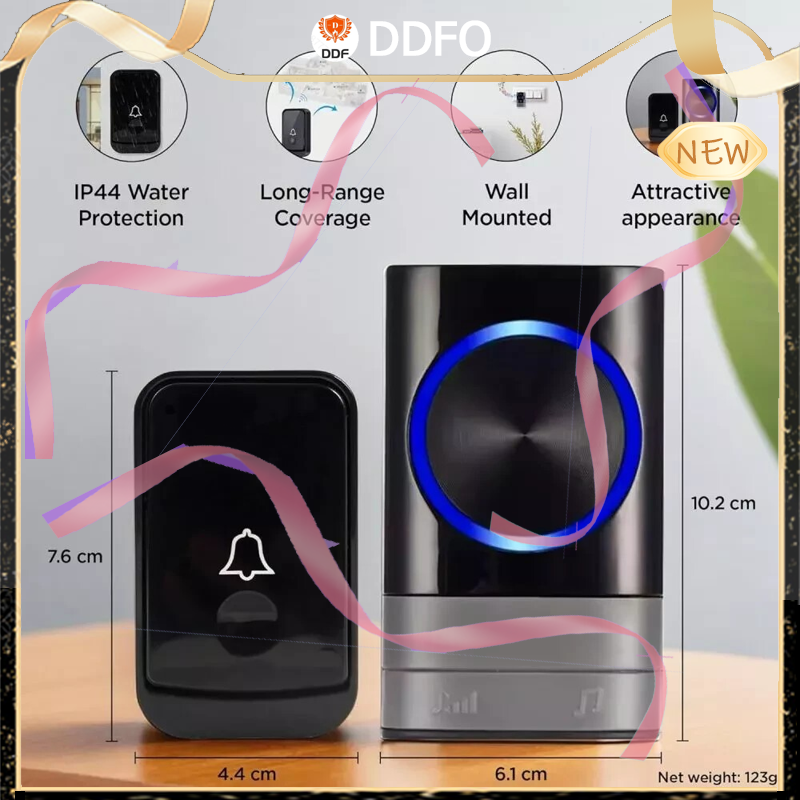 DDF
DDFO
NEW
IP44 Water
Protection
Long-Range
Coverage
Wall
Mounted
Attractive
appearance
7.6 cm
10.2 cm
4.4 cm
6.1 cm
Net weight: 123g